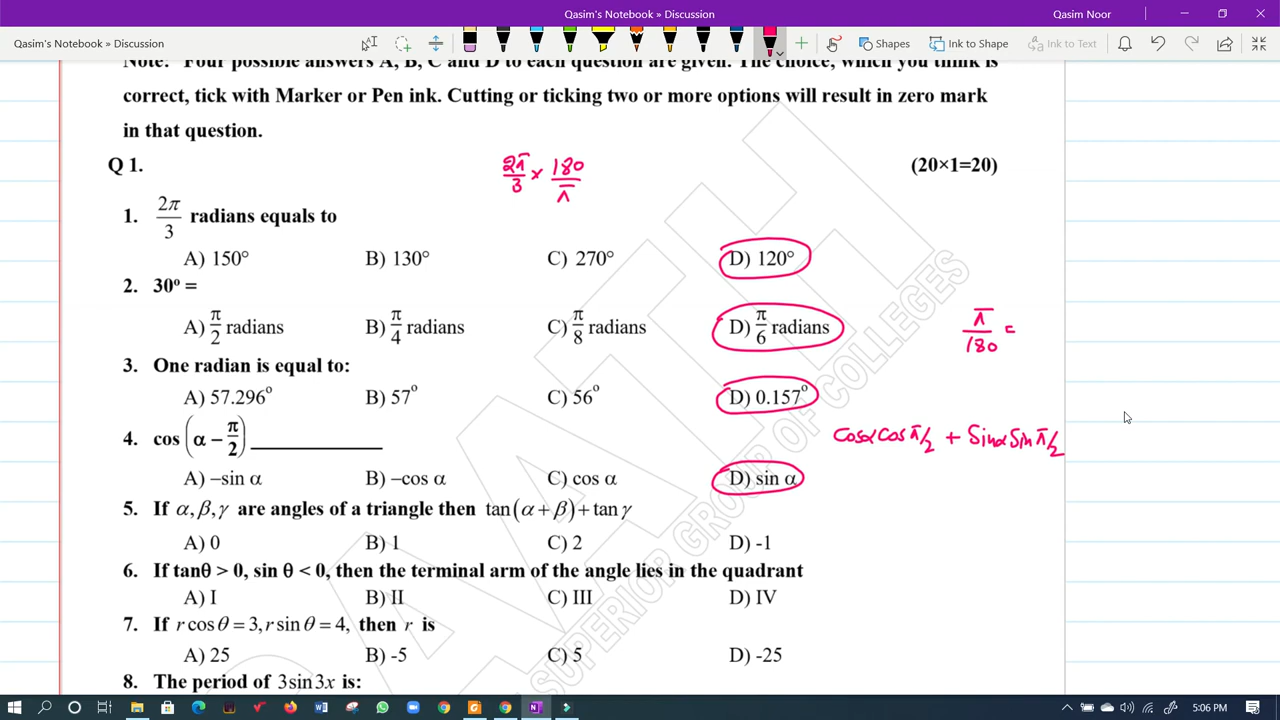 Qasim's Notebook » Discussion
Qasim Noor
Qasim's Notebook » Discussion
Shapes
Ink to Shape
Ink to Text
Note: Four possible answers A, B, C and D to each question are given. The choice, which you think is
correct, tick with Marker or Pen ink. Cutting or ticking two or more options will result in zero mark
in that question.
Q 1. (20×1=20)
2π/3 × 180/π
1. 2π/3 radians equals to
A) 150° B) 130° C) 270° D) 120°
2. 30º =
A) π/2 radians B) π/4 radians C) π/8 radians D) π/6 radians
π/180 =
3. One radian is equal to:
A) 57.296° B) 57° C) 56° D) 0.157°
4. cos(α − π/2)____________
cosα cos π/2 + Sinα Sin π/2
A) –sin α B) –cos α C) cos α D) sin α
5. If α, β, γ are angles of a triangle then tan(α + β) + tan γ
A) 0 B) 1 C) 2 D) -1
6. If tanθ > 0, sin θ < 0, then the terminal arm of the angle lies in the quadrant
A) I B) II C) III D) IV
7. If r cos θ = 3, r sin θ = 4, then r is
A) 25 B) -5 C) 5 D) -25
8. The period of 3 sin 3x is:
SUPERIOR GROUP OF COLLEGES
5:06 PM